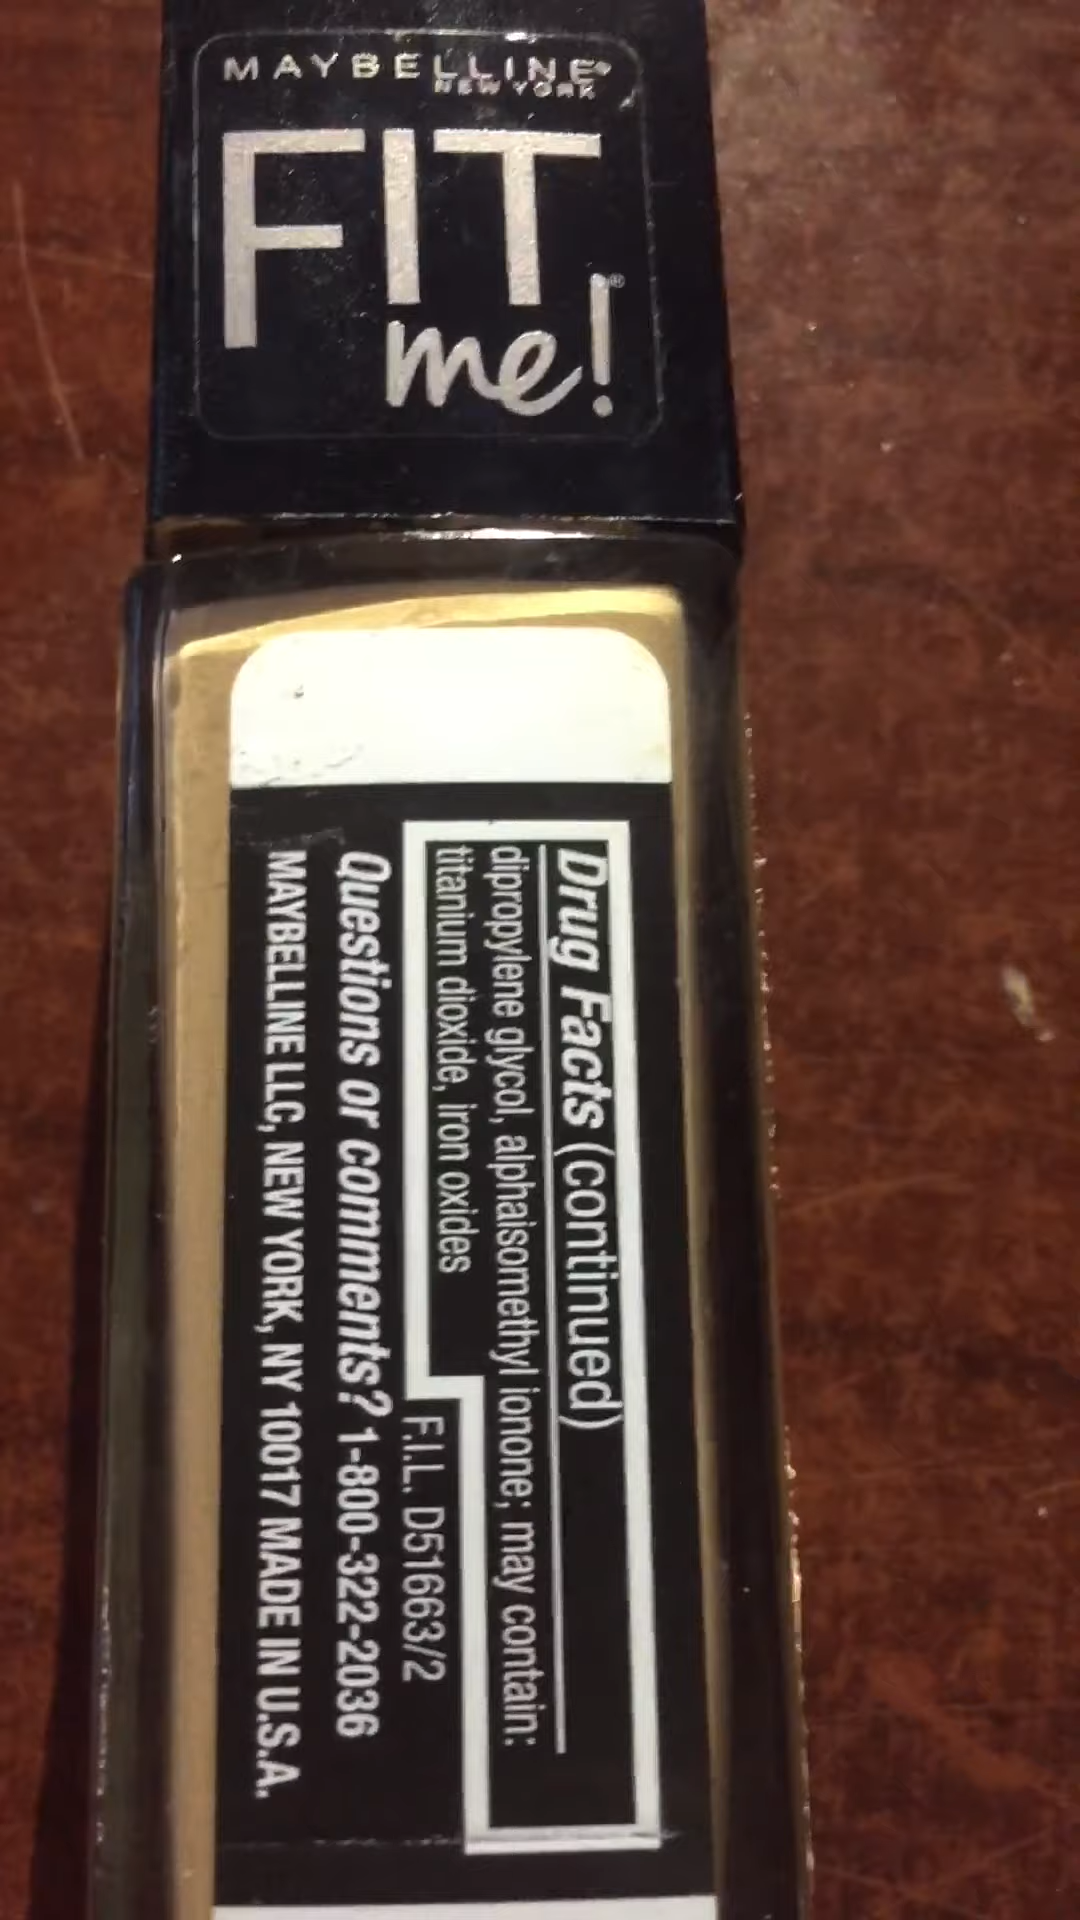 MAYBELLINE®
NEW YORK
FIT
me!®
Drug Facts (continued)
dipropylene glycol, alphaisomethyl ionone; may contain:
titanium dioxide, iron oxides
F.I.L. D51663/2
Questions or comments? 1-800-322-2036
MAYBELLINE LLC, NEW YORK, NY 10017 MADE IN U.S.A.